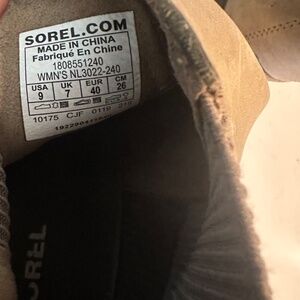 SOREL.COM
MADE IN CHINA
Fabriqué En Chine
1808551240
WMN'S NL3022-240
USA UK EUR CM
9 7 40 26
10175 CJF 0119
SOREL